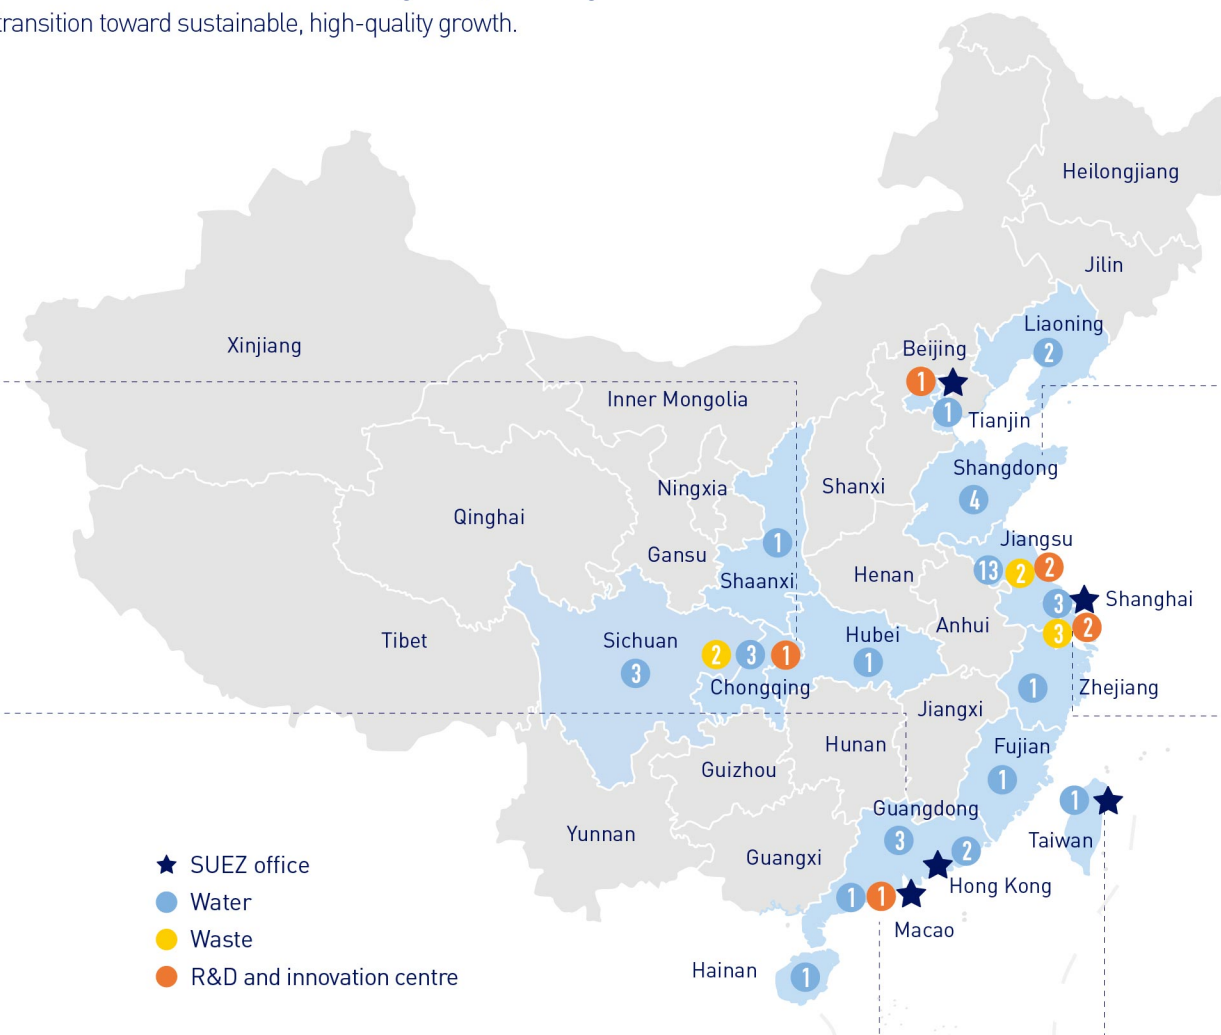 transition toward sustainable, high-quality growth.
Heilongjiang
Jilin
Liaoning
2
Xinjiang
Beijing
1
Inner Mongolia
1
Tianjin
Shangdong
4
Ningxia
Shanxi
Qinghai
Jiangsu
13
2
2
1
Gansu
Shaanxi
Henan
3
Shanghai
3
2
Anhui
Tibet
Sichuan
3
2
3
1
Chongqing
Hubei
1
1
Zhejiang
Jiangxi
Hunan
Fujian
1
Guizhou
1
Taiwan
Guangdong
3
2
Hong Kong
Yunnan
Guangxi
1
1
Macao
Hainan
1
SUEZ office
Water
Waste
R&D and innovation centre